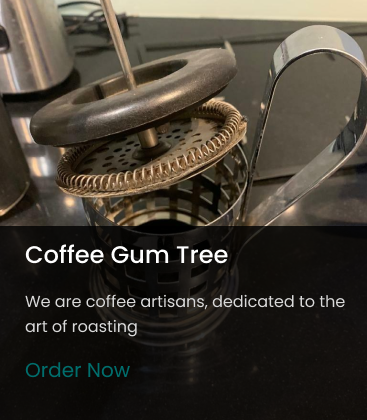 Coffee Gum Tree
We are coffee artisans, dedicated to the
art of roasting
Order Now